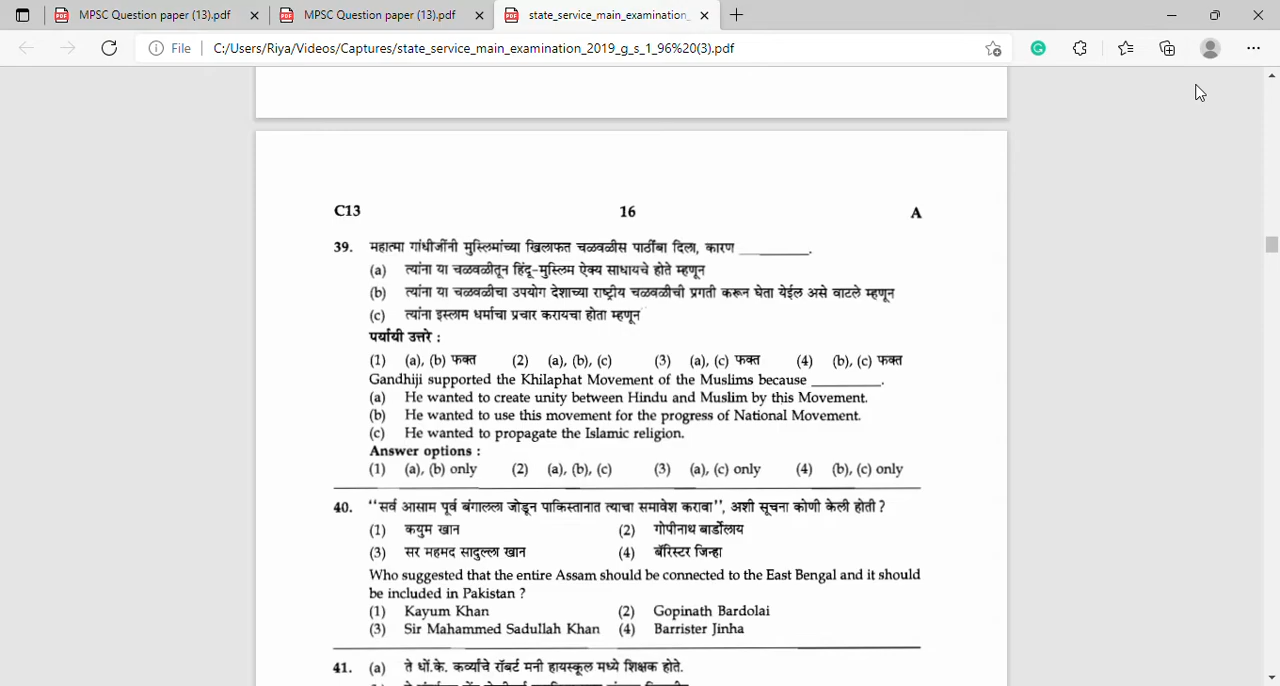 MPSC Question paper (13).pdf
MPSC Question paper (13).pdf
state_service_main_examination_
File
C:/Users/Riya/Videos/Captures/state_service_main_examination_2019_g_s_1_96%20(3).pdf
C13 16 A
39. महात्मा गांधीजींनी मुस्लिमांच्या खिलाफत चळवळीस पाठींबा दिला, कारण __________.
(a) त्यांना या चळवळीतून हिंदू-मुस्लिम ऐक्य साधायचे होते म्हणून
(b) त्यांना या चळवळीचा उपयोग देशाच्या राष्ट्रीय चळवळीची प्रगती करून घेता येईल असे वाटले म्हणून
(c) त्यांना इस्लाम धर्माचा प्रचार करायचा होता म्हणून
पर्यायी उत्तरे :
(1) (a), (b) फक्त (2) (a), (b), (c) (3) (a), (c) फक्त (4) (b), (c) फक्त
Gandhiji supported the Khilaphat Movement of the Muslims because __________.
(a) He wanted to create unity between Hindu and Muslim by this Movement.
(b) He wanted to use this movement for the progress of National Movement.
(c) He wanted to propagate the Islamic religion.
Answer options :
(1) (a), (b) only (2) (a), (b), (c) (3) (a), (c) only (4) (b), (c) only
40. “सर्व आसाम पूर्व बंगालला जोडून पाकिस्तानात त्याचा समावेश करावा”, अशी सूचना कोणी केली होती ?
(1) कयुम खान (2) गोपीनाथ बार्डोलाय
(3) सर महमद सादुल्ला खान (4) बॅरिस्टर जिन्हा
Who suggested that the entire Assam should be connected to the East Bengal and it should
be included in Pakistan ?
(1) Kayum Khan (2) Gopinath Bardolai
(3) Sir Mahammed Sadullah Khan (4) Barrister Jinha
41. (a) ते धों.के. कर्व्यांचे रॉबर्ट मनी हायस्कूल मध्ये शिक्षक होते.